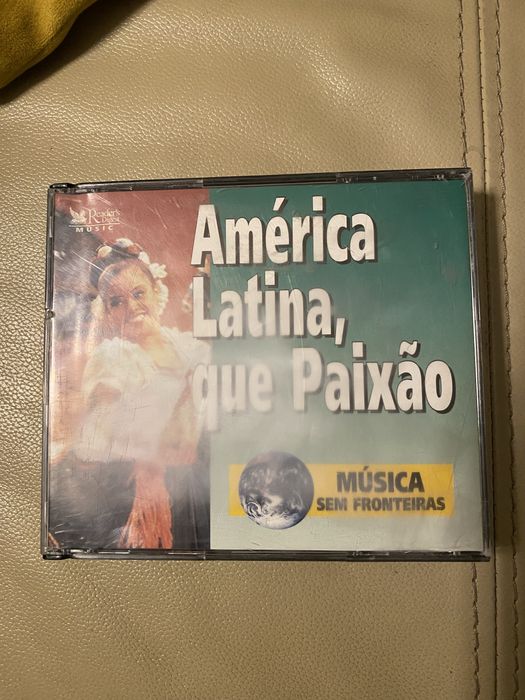 Reader's
Digest
MUSIC
América
Latina,
que Paixão
MÚSICA
SEM FRONTEIRAS